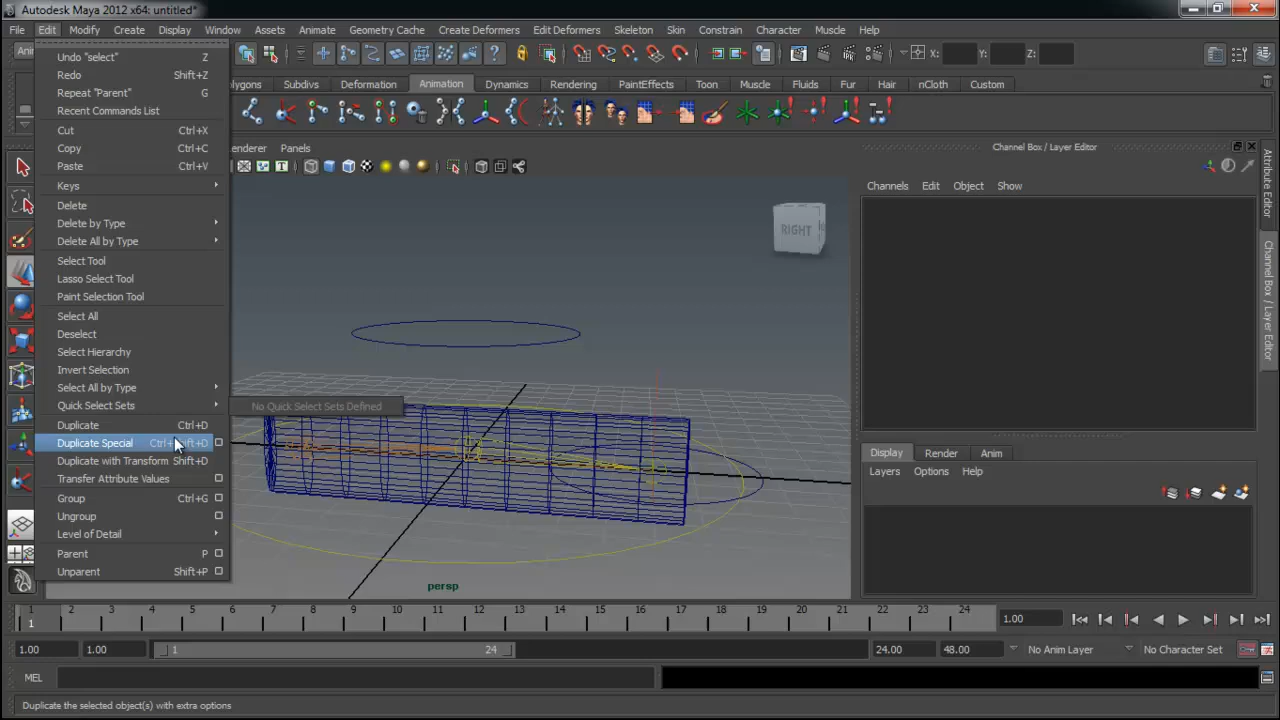 Autodesk Maya 2012 x64: untitled*
File Edit Modify Create Display Window Assets Animate Geometry Cache Create Deformers Edit Deformers Skeleton Skin Constrain Character Muscle Help
X: Y: Z:
olygons Subdivs Deformation Animation Dynamics Rendering PaintEffects Toon Muscle Fluids Fur Hair nCloth Custom
Undo "select" Z
Redo Shift+Z
Repeat "Parent" G
Recent Commands List
Cut Ctrl+X
Copy Ctrl+C
Paste Ctrl+V
Keys
Delete
Delete by Type
Delete All by Type
Select Tool
Lasso Select Tool
Paint Selection Tool
Select All
Deselect
Select Hierarchy
Invert Selection
Select All by Type
Quick Select Sets
No Quick Select Sets Defined
Duplicate Ctrl+D
Duplicate Special Ctrl+Shift+D
Duplicate with Transform Shift+D
Transfer Attribute Values
Group Ctrl+G
Ungroup
Level of Detail
Parent P
Unparent Shift+P
enderer Panels
RIGHT
persp
Channel Box / Layer Editor
Channels Edit Object Show
Attribute Editor
Channel Box / Layer Editor
Display Render Anim
Layers Options Help
1 2 3 4 5 6 7 8 9 10 11 12 13 14 15 16 17 18 19 20 21 22 23 24
1
1.00
1.00 1.00 1 24 24.00 48.00 No Anim Layer No Character Set
MEL
Duplicate the selected object(s) with extra options